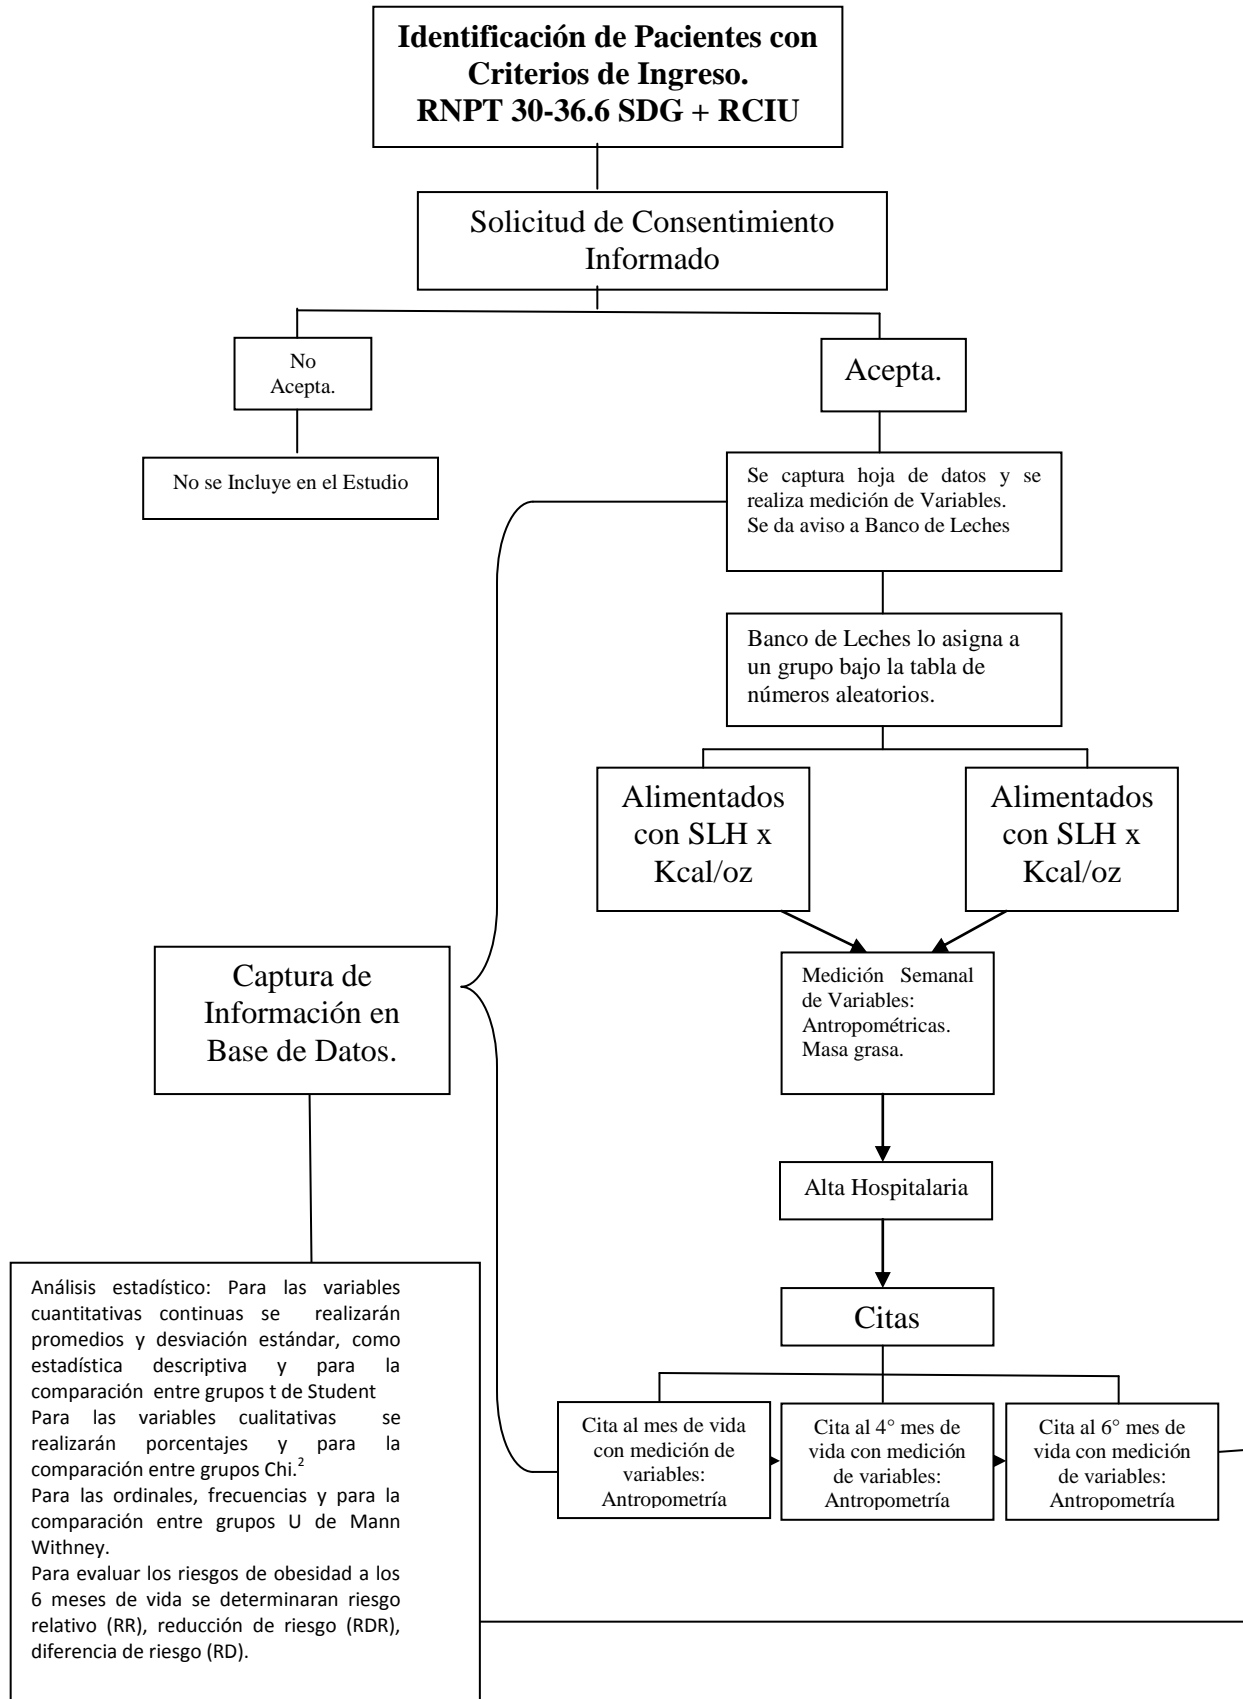 Identificación de Pacientes con
Criterios de Ingreso.
RNPT 30-36.6 SDG + RCIU
Solicitud de Consentimiento
Informado
No
Acepta.
Acepta.
No se Incluye en el Estudio
Se captura hoja de datos y se
realiza medición de Variables.
Se da aviso a Banco de Leches
Banco de Leches lo asigna a
un grupo bajo la tabla de
números aleatorios.
Alimentados
con SLH x
Kcal/oz
Alimentados
con SLH x
Kcal/oz
Captura de
Información en
Base de Datos.
Medición Semanal
de Variables:
Antropométricas.
Masa grasa.
Alta Hospitalaria
Citas
Cita al mes de vida
con medición de
variables:
Antropometría
Cita al 4° mes de
vida con medición
de variables:
Antropometría
Cita al 6° mes de
vida con medición
de variables:
Antropometría
Análisis estadístico: Para las variables
cuantitativas continuas se realizarán
promedios y desviación estándar, como
estadística descriptiva y para la
comparación entre grupos t de Student
Para las variables cualitativas se
realizarán porcentajes y para la
comparación entre grupos Chi.²
Para las ordinales, frecuencias y para la
comparación entre grupos U de Mann
Withney.
Para evaluar los riesgos de obesidad a los
6 meses de vida se determinaran riesgo
relativo (RR), reducción de riesgo (RDR),
diferencia de riesgo (RD).